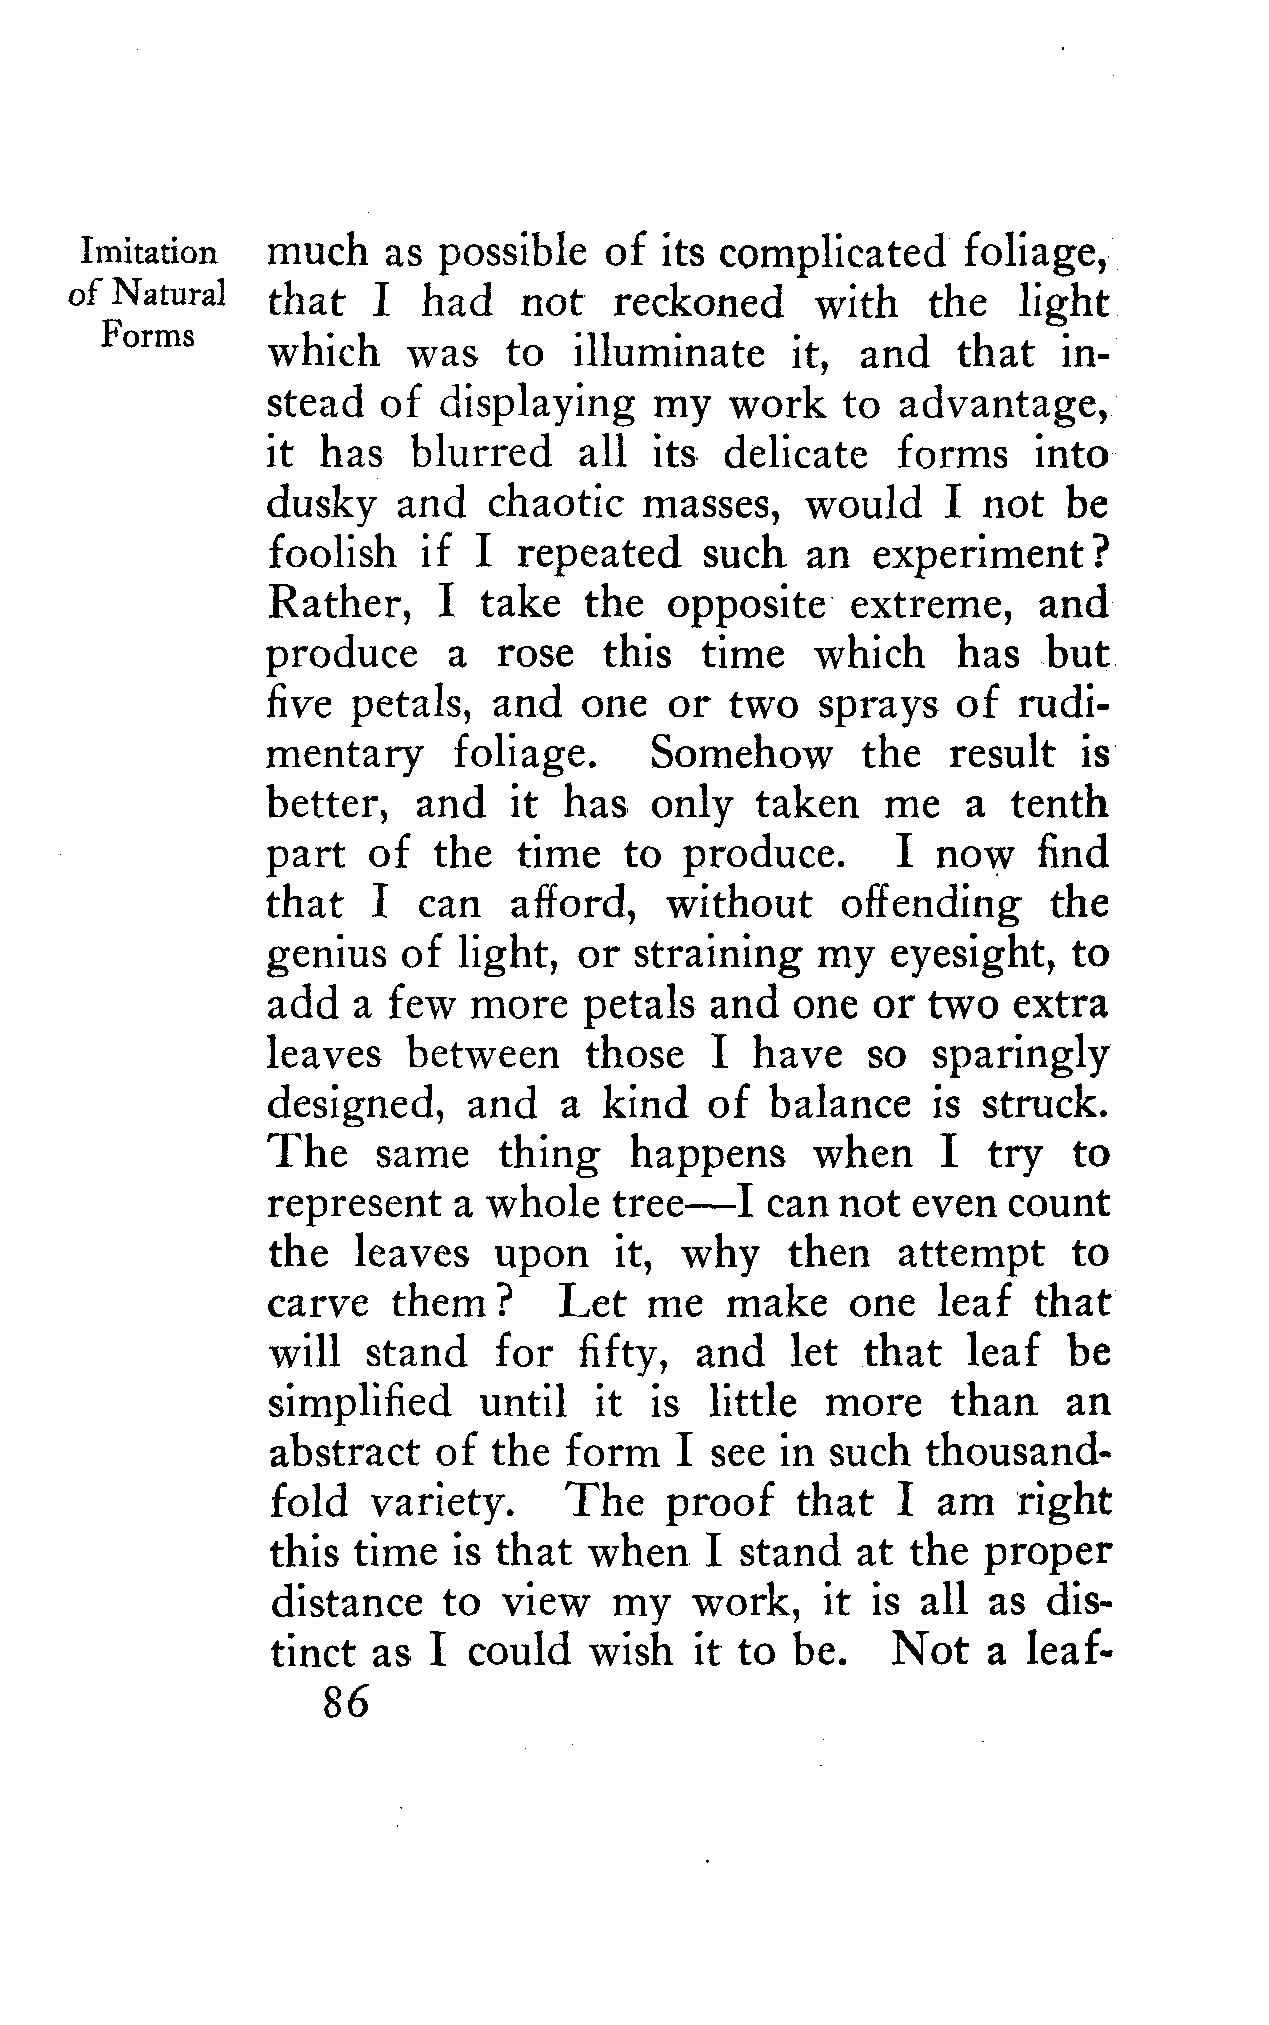 Imitation
of Natural
Forms
much as possible of its complicated foliage,
that I had not reckoned with the light
which was to illuminate it, and that in-
stead of displaying my work to advantage,
it has blurred all its delicate forms into
dusky and chaotic masses, would I not be
foolish if I repeated such an experiment?
Rather, I take the opposite extreme, and
produce a rose this time which has but
five petals, and one or two sprays of rudi-
mentary foliage. Somehow the result is
better, and it has only taken me a tenth
part of the time to produce. I now find
that I can afford, without offending the
genius of light, or straining my eyesight, to
add a few more petals and one or two extra
leaves between those I have so sparingly
designed, and a kind of balance is struck.
The same thing happens when I try to
represent a whole tree—I can not even count
the leaves upon it, why then attempt to
carve them? Let me make one leaf that
will stand for fifty, and let that leaf be
simplified until it is little more than an
abstract of the form I see in such thousand-
fold variety. The proof that I am right
this time is that when I stand at the proper
distance to view my work, it is all as dis-
tinct as I could wish it to be. Not a leaf-
86